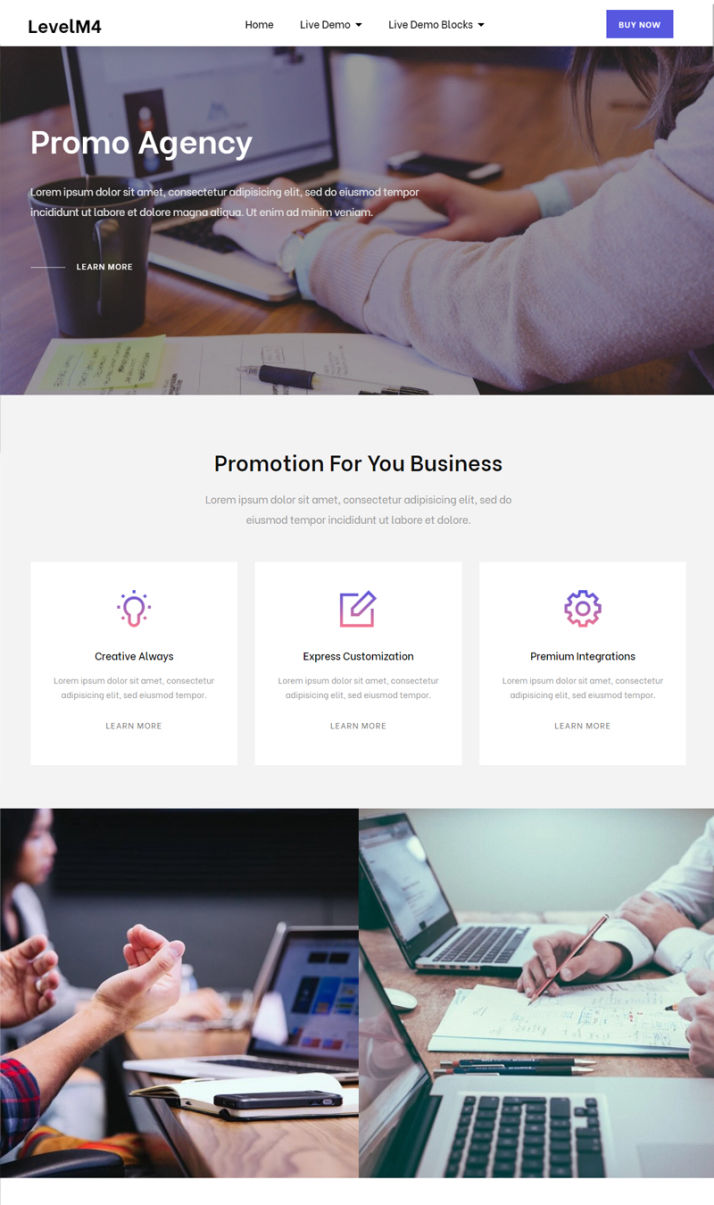 LevelM4
Home
Live Demo
Live Demo Blocks
BUY NOW
Promo Agency
Lorem ipsum dolor sit amet, consectetur adipisicing elit, sed do eiusmod tempor
incididunt ut labore et dolore magna aliqua. Ut enim ad minim veniam.
LEARN MORE
Promotion For You Business
Lorem ipsum dolor sit amet, consectetur adipisicing elit, sed do
eiusmod tempor incididunt ut labore et dolore.
Creative Always
Lorem ipsum dolor sit amet, consectetur
adipisicing elit, sed eiusmod tempor.
LEARN MORE
Express Customization
Lorem ipsum dolor sit amet, consectetur
adipisicing elit, sed eiusmod tempor.
LEARN MORE
Premium Integrations
Lorem ipsum dolor sit amet, consectetur
adipisicing elit, sed eiusmod tempor.
LEARN MORE